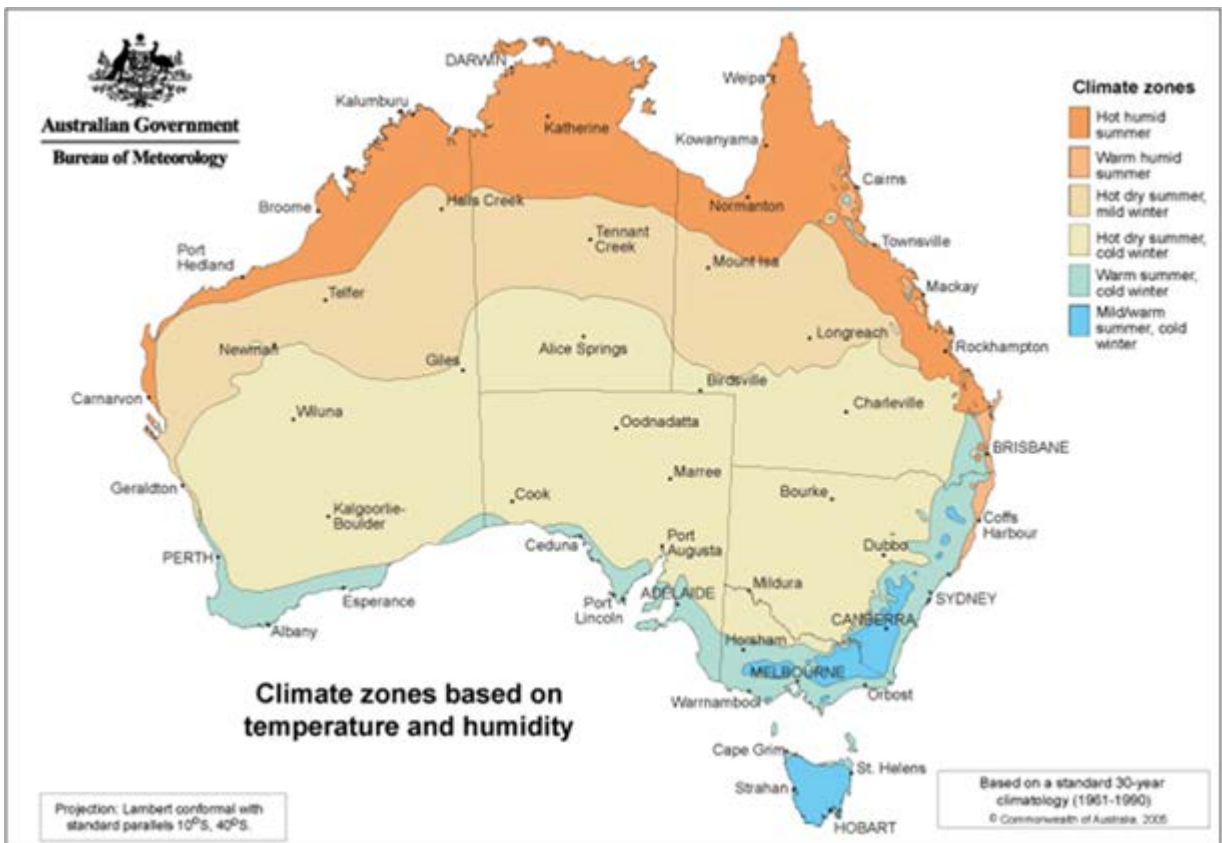 Australian Government
Bureau of Meteorology
DARWIN
Kalumburu
Katherine
Weipa
Kowanyama
Cairns
Broome
Halls Creek
Normanton
Townsville
Port
Hedland
Tennant
Creek
Mount Isa
Mackay
Telfer
Newman
Giles
Alice Springs
Longreach
Rockhampton
Carnarvon
Wiluna
Birdsville
Charleville
Oodnadatta
BRISBANE
Geraldton
Marree
Cook
Bourke
Kalgoorlie-
Boulder
Coffs
Harbour
PERTH
Ceduna
Port
Augusta
Dubbo
Esperance
Albany
Port
Lincoln
ADELAIDE
Mildura
SYDNEY
CANBERRA
Horsham
MELBOURNE
Warrnambool
Orbost
Cape Grim
St. Helens
Strahan
HOBART
Climate zones
Hot humid
summer
Warm humid
summer
Hot dry summer,
mild winter
Hot dry summer,
cold winter
Warm summer,
cold winter
Mild/warm
summer, cold
winter
Climate zones based on
temperature and humidity
Projection: Lambert conformal with
standard parallels 10°S, 40°S.
Based on a standard 30-year
climatology (1961-1990)
© Commonwealth of Australia, 2005